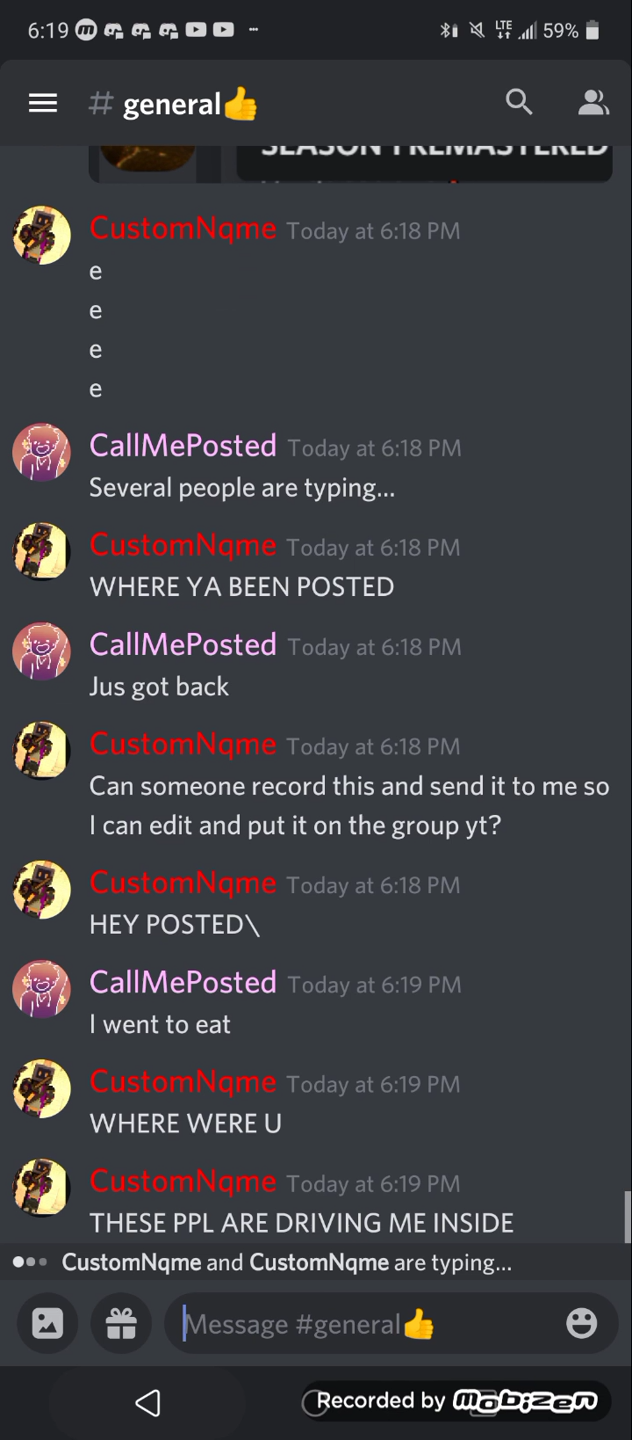 6:19
LTE
59%
# general👍
SEASON 1 REMASTERED
CustomNqme Today at 6:18 PM
e
e
e
e
CallMePosted Today at 6:18 PM
Several people are typing...
CustomNqme Today at 6:18 PM
WHERE YA BEEN POSTED
CallMePosted Today at 6:18 PM
Jus got back
CustomNqme Today at 6:18 PM
Can someone record this and send it to me so
I can edit and put it on the group yt?
CustomNqme Today at 6:18 PM
HEY POSTED\
CallMePosted Today at 6:19 PM
I went to eat
CustomNqme Today at 6:19 PM
WHERE WERE U
CustomNqme Today at 6:19 PM
THESE PPL ARE DRIVING ME INSIDE
CustomNqme and CustomNqme are typing...
Message #general👍
Recorded by mobizen